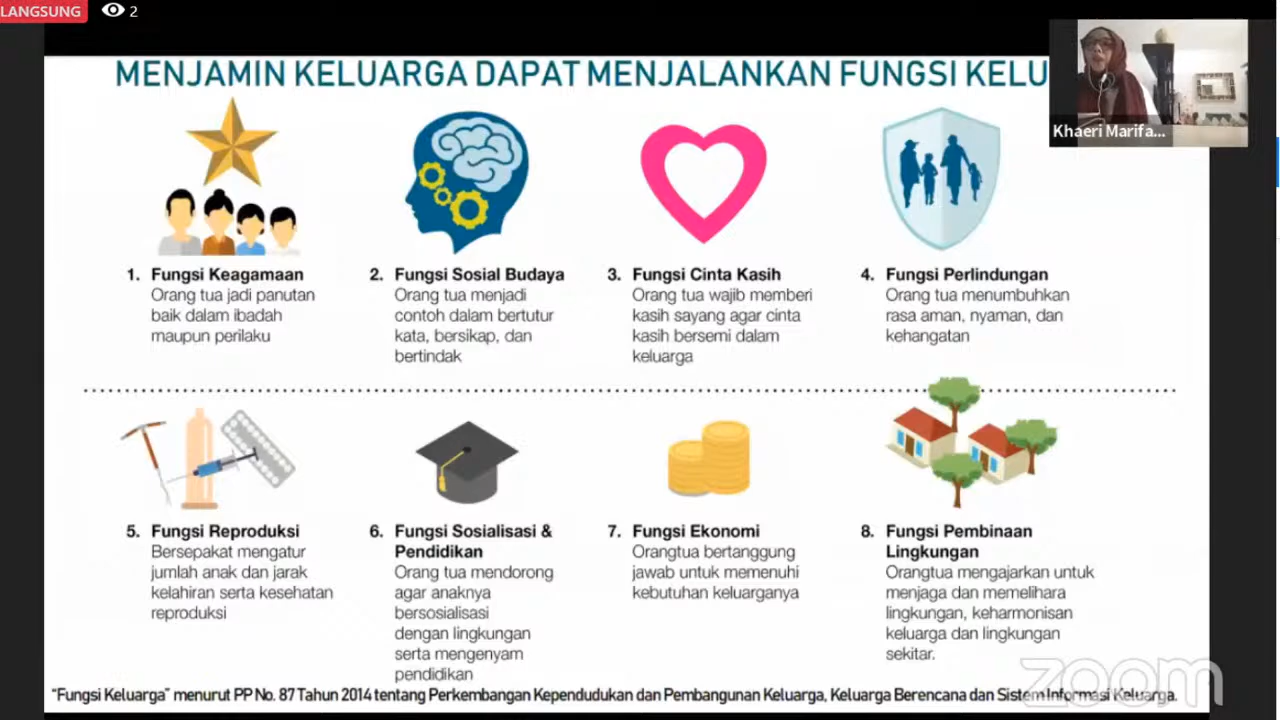 LANGSUNG
2
MENJAMIN KELUARGA DAPAT MENJALANKAN FUNGSI KELU
Khaeri Marifa...
1. Fungsi Keagamaan
Orang tua jadi panutan
baik dalam ibadah
maupun perilaku
2. Fungsi Sosial Budaya
Orang tua menjadi
contoh dalam bertutur
kata, bersikap, dan
bertindak
3. Fungsi Cinta Kasih
Orang tua wajib memberi
kasih sayang agar cinta
kasih bersemi dalam
keluarga
4. Fungsi Perlindungan
Orang tua menumbuhkan
rasa aman, nyaman, dan
kehangatan
5. Fungsi Reproduksi
Bersepakat mengatur
jumlah anak dan jarak
kelahiran serta kesehatan
reproduksi
6. Fungsi Sosialisasi &
Pendidikan
Orang tua mendorong
agar anaknya
bersosialisasi
dengan lingkungan
serta mengenyam
pendidikan
7. Fungsi Ekonomi
Orangtua bertanggung
jawab untuk memenuhi
kebutuhan keluarganya
8. Fungsi Pembinaan
Lingkungan
Orangtua mengajarkan untuk
menjaga dan memelihara
lingkungan, keharmonisan
keluarga dan lingkungan
sekitar.
zoom
"Fungsi Keluarga" menurut PP No. 87 Tahun 2014 tentang Perkembangan Kependudukan dan Pembangunan Keluarga, Keluarga Berencana dan Sistem Informasi Keluarga.